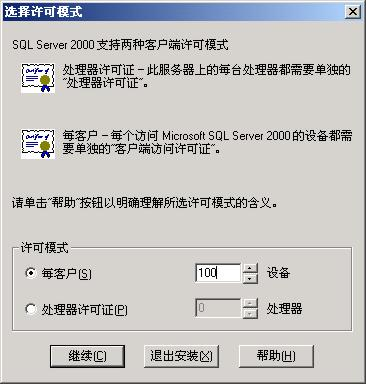 选择许可模式
SQL Server 2000 支持两种客户端许可模式
处理器许可证 - 此服务器上的每台处理器都需要单独的
“处理器许可证”。
每客户 - 每个访问 Microsoft SQL Server 2000 的设备都需
要单独的“客户端访问许可证”。
请单击“帮助”按钮以明确理解所选许可模式的含义。
许可模式
每客户(S) 100 设备
处理器许可证(P) 0 处理器
继续(C) 退出安装(X) 帮助(H)